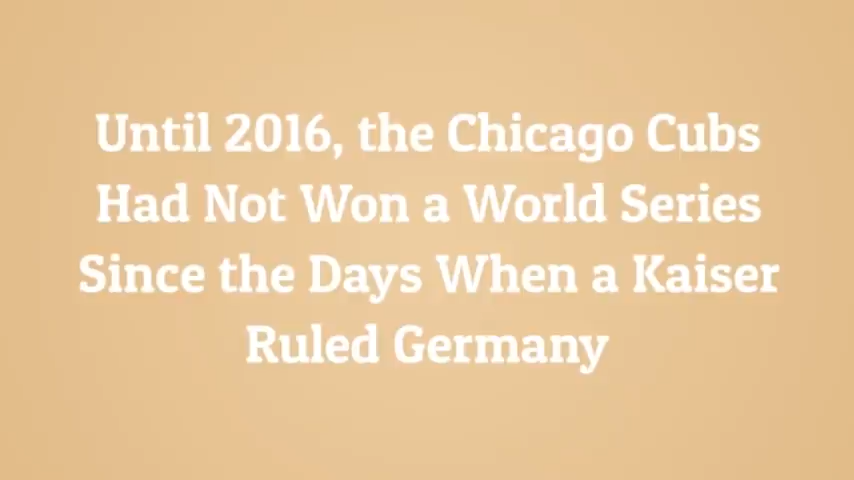 Until 2016, the Chicago Cubs
Had Not Won a World Series
Since the Days When a Kaiser
Ruled Germany